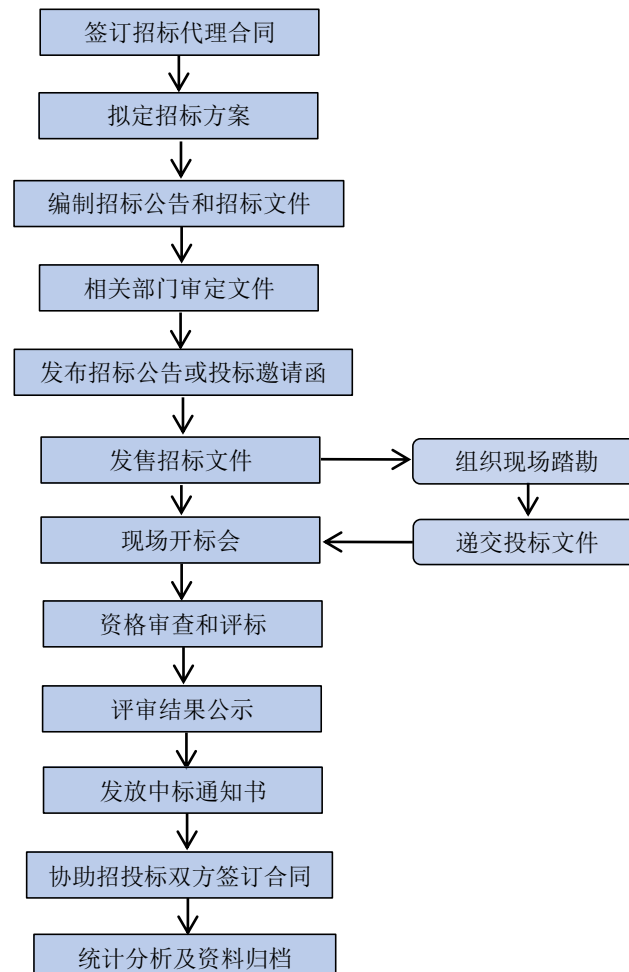 签订招标代理合同
拟定招标方案
编制招标公告和招标文件
相关部门审定文件
发布招标公告或投标邀请函
发售招标文件
组织现场踏勘
现场开标会
递交投标文件
资格审查和评标
评审结果公示
发放中标通知书
协助招投标双方签订合同
统计分析及资料归档